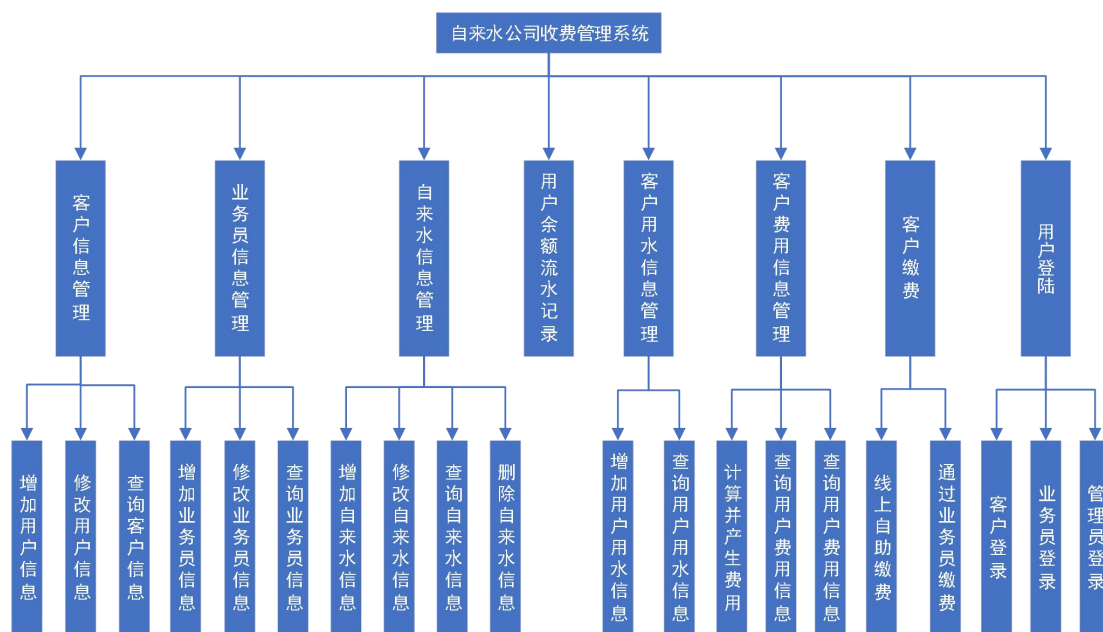 自来水公司收费管理系统
客户信息管理
业务员信息管理
自来水信息管理
用户余额流水记录
客户用水信息管理
客户费用信息管理
客户缴费
用户登陆
增加用户信息
修改用户信息
查询客户信息
增加业务员信息
修改业务员信息
查询业务员信息
增加自来水信息
修改自来水信息
查询自来水信息
删除自来水信息
增加用户用水信息
查询用户用水信息
计算并产生费用
查询用户费用信息
查询用户费用信息
线上自助缴费
通过业务员缴费
客户登录
业务员登录
管理员登录